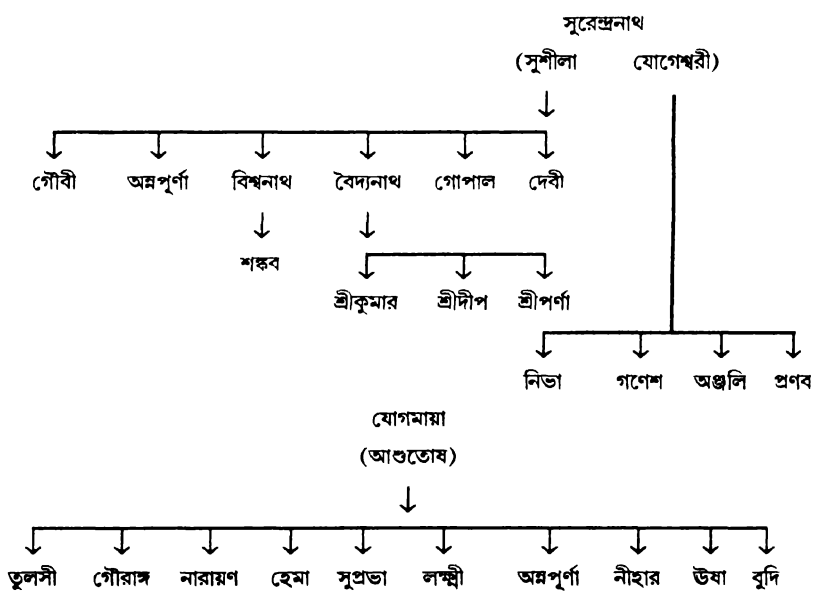 সুরেন্দ্রনাথ
(সুশীলা যোগেশ্বরী)
গৌবী অন্নপূর্ণা বিশ্বনাথ বৈদ্যনাথ গোপাল দেবী
শঙ্কব
শ্রীকুমার শ্রীদীপ শ্রীপর্ণা
নিভা গণেশ অঞ্জলি প্রণব
যোগমায়া
(আশুতোষ)
তুলসী গৌরাঙ্গ নারায়ণ হেমা সুপ্রভা লক্ষ্মী অন্নপূর্ণা নীহার ঊষা বুদি